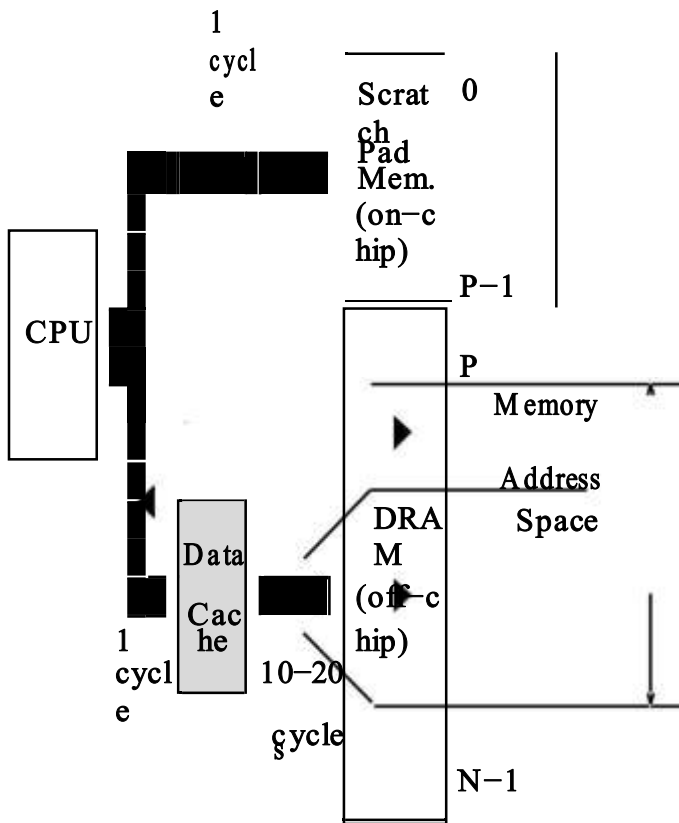 1
cycl
e
Scrat
ch
Pad
Mem.
(on−c
hip)
0
P−1
CPU
P
Memory
Address
Space
DRA
M
(off−c
hip)
Data
Cac
he
1
cycl
e
10−20
cycle
s
N−1